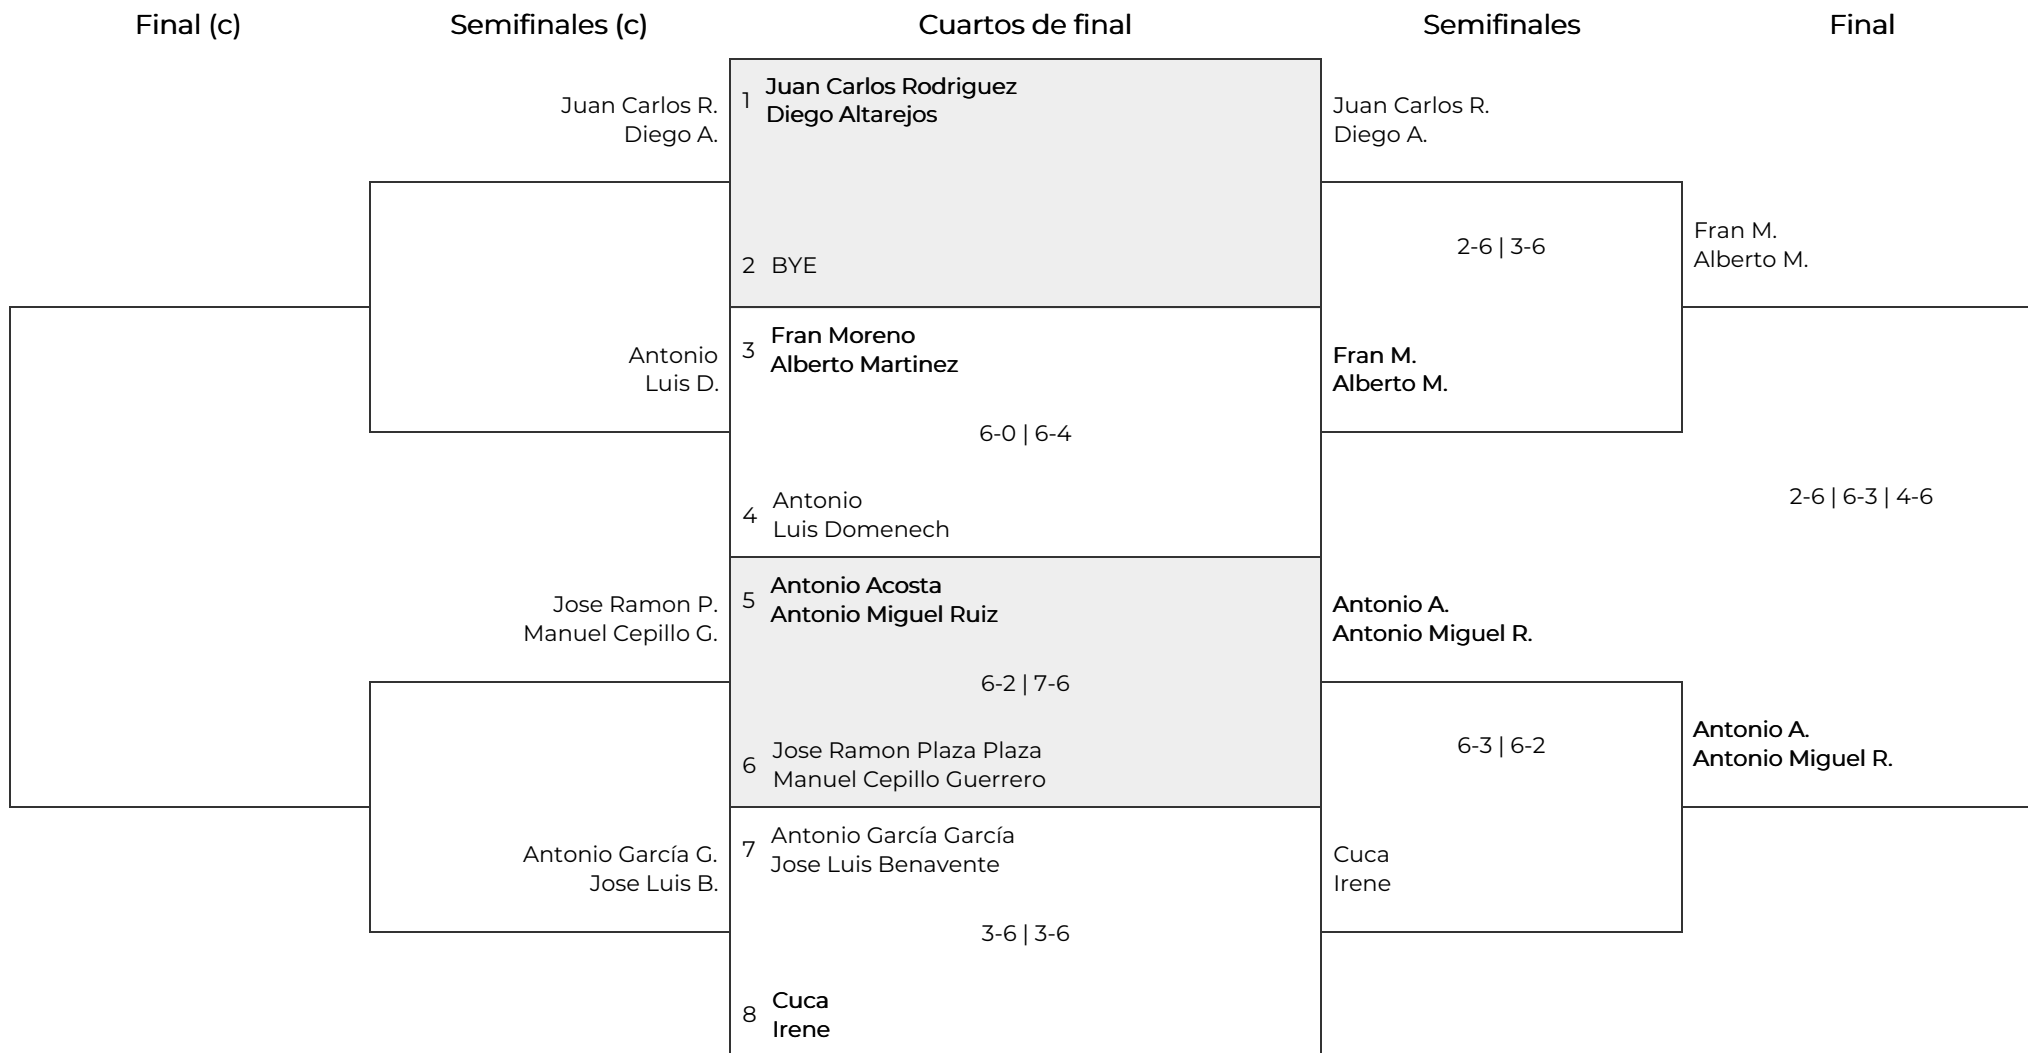 Final (c)
Semifinales (c)
Cuartos de final
Semifinales
Final
Juan Carlos R.
Diego A.
Antonio
Luis D.
Jose Ramon P.
Manuel Cepillo G.
Antonio García G.
Jose Luis B.
1 Juan Carlos Rodriguez
Diego Altarejos
2 BYE
3 Fran Moreno
Alberto Martinez
6-0 | 6-4
4 Antonio
Luis Domenech
5 Antonio Acosta
Antonio Miguel Ruiz
6-2 | 7-6
6 Jose Ramon Plaza Plaza
Manuel Cepillo Guerrero
7 Antonio García García
Jose Luis Benavente
3-6 | 3-6
8 Cuca
Irene
Juan Carlos R.
Diego A.
2-6 | 3-6
Fran M.
Alberto M.
Antonio A.
Antonio Miguel R.
6-3 | 6-2
Cuca
Irene
Fran M.
Alberto M.
2-6 | 6-3 | 4-6
Antonio A.
Antonio Miguel R.